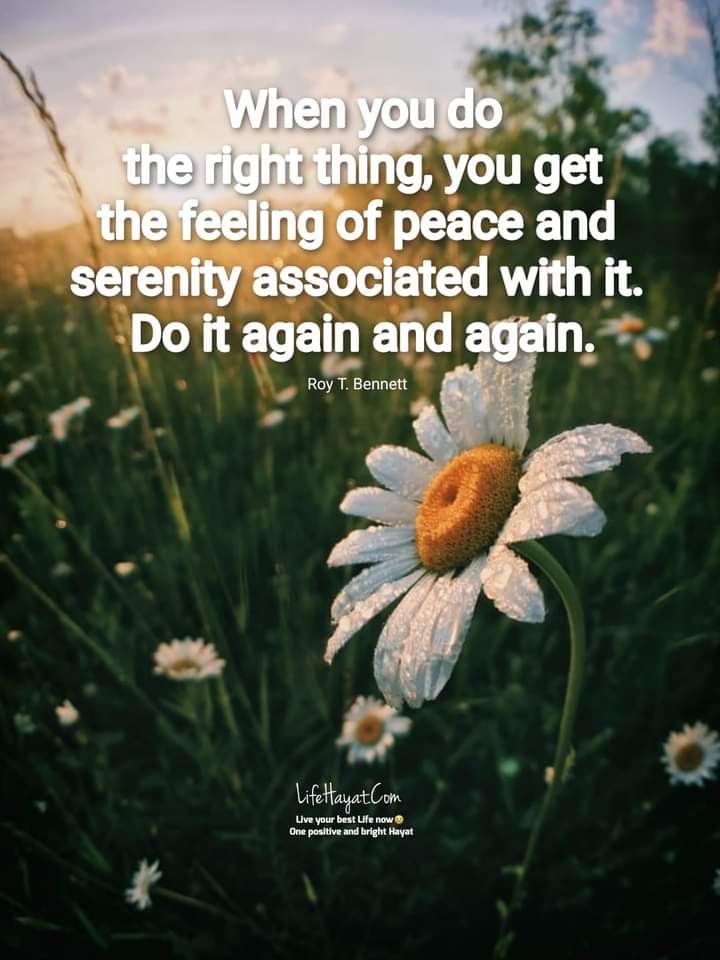 When you do
the right thing, you get
the feeling of peace and
serenity associated with it.
Do it again and again.
Roy T. Bennett
LifeHayat.Com
Live your best Life now🥹
One positive and bright Hayat